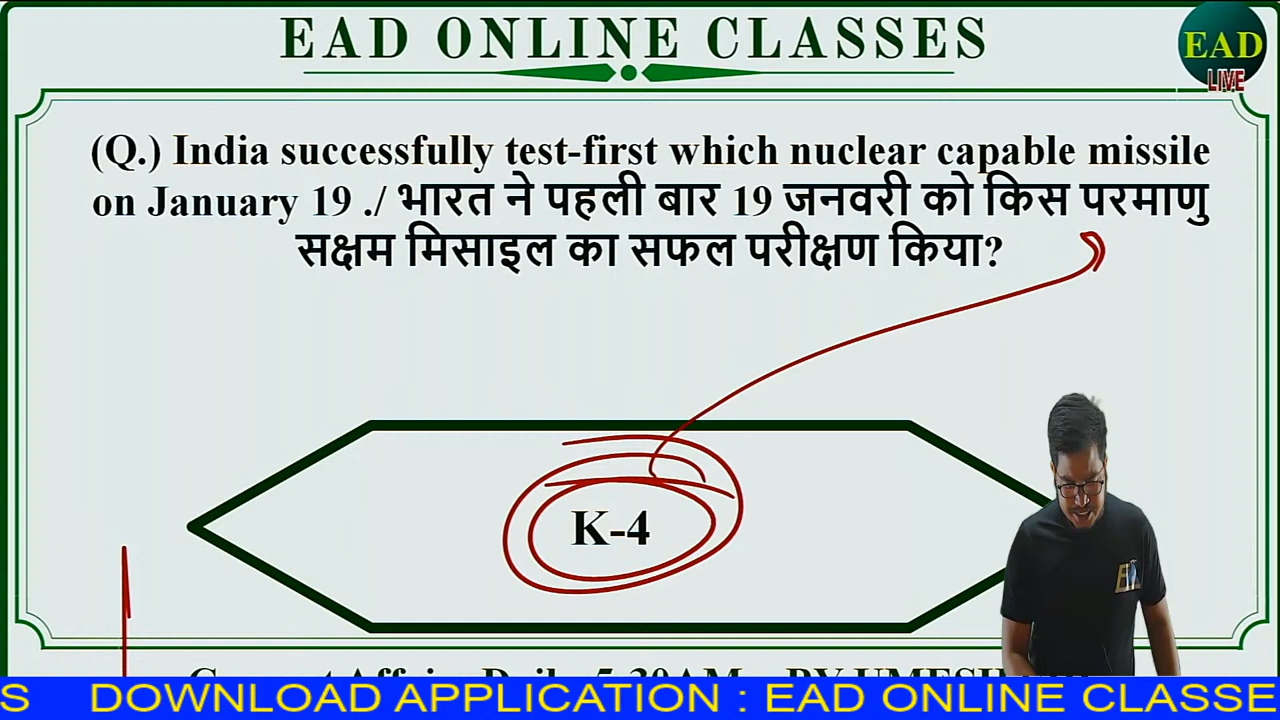 EAD ONLINE CLASSES
EAD
LIVE
(Q.) India successfully test-first which nuclear capable missile
on January 19 ./ भारत ने पहली बार 19 जनवरी को किस परमाणु
सक्षम मिसाइल का सफल परीक्षण किया?
K-4
S DOWNLOAD APPLICATION : EAD ONLINE CLASSE